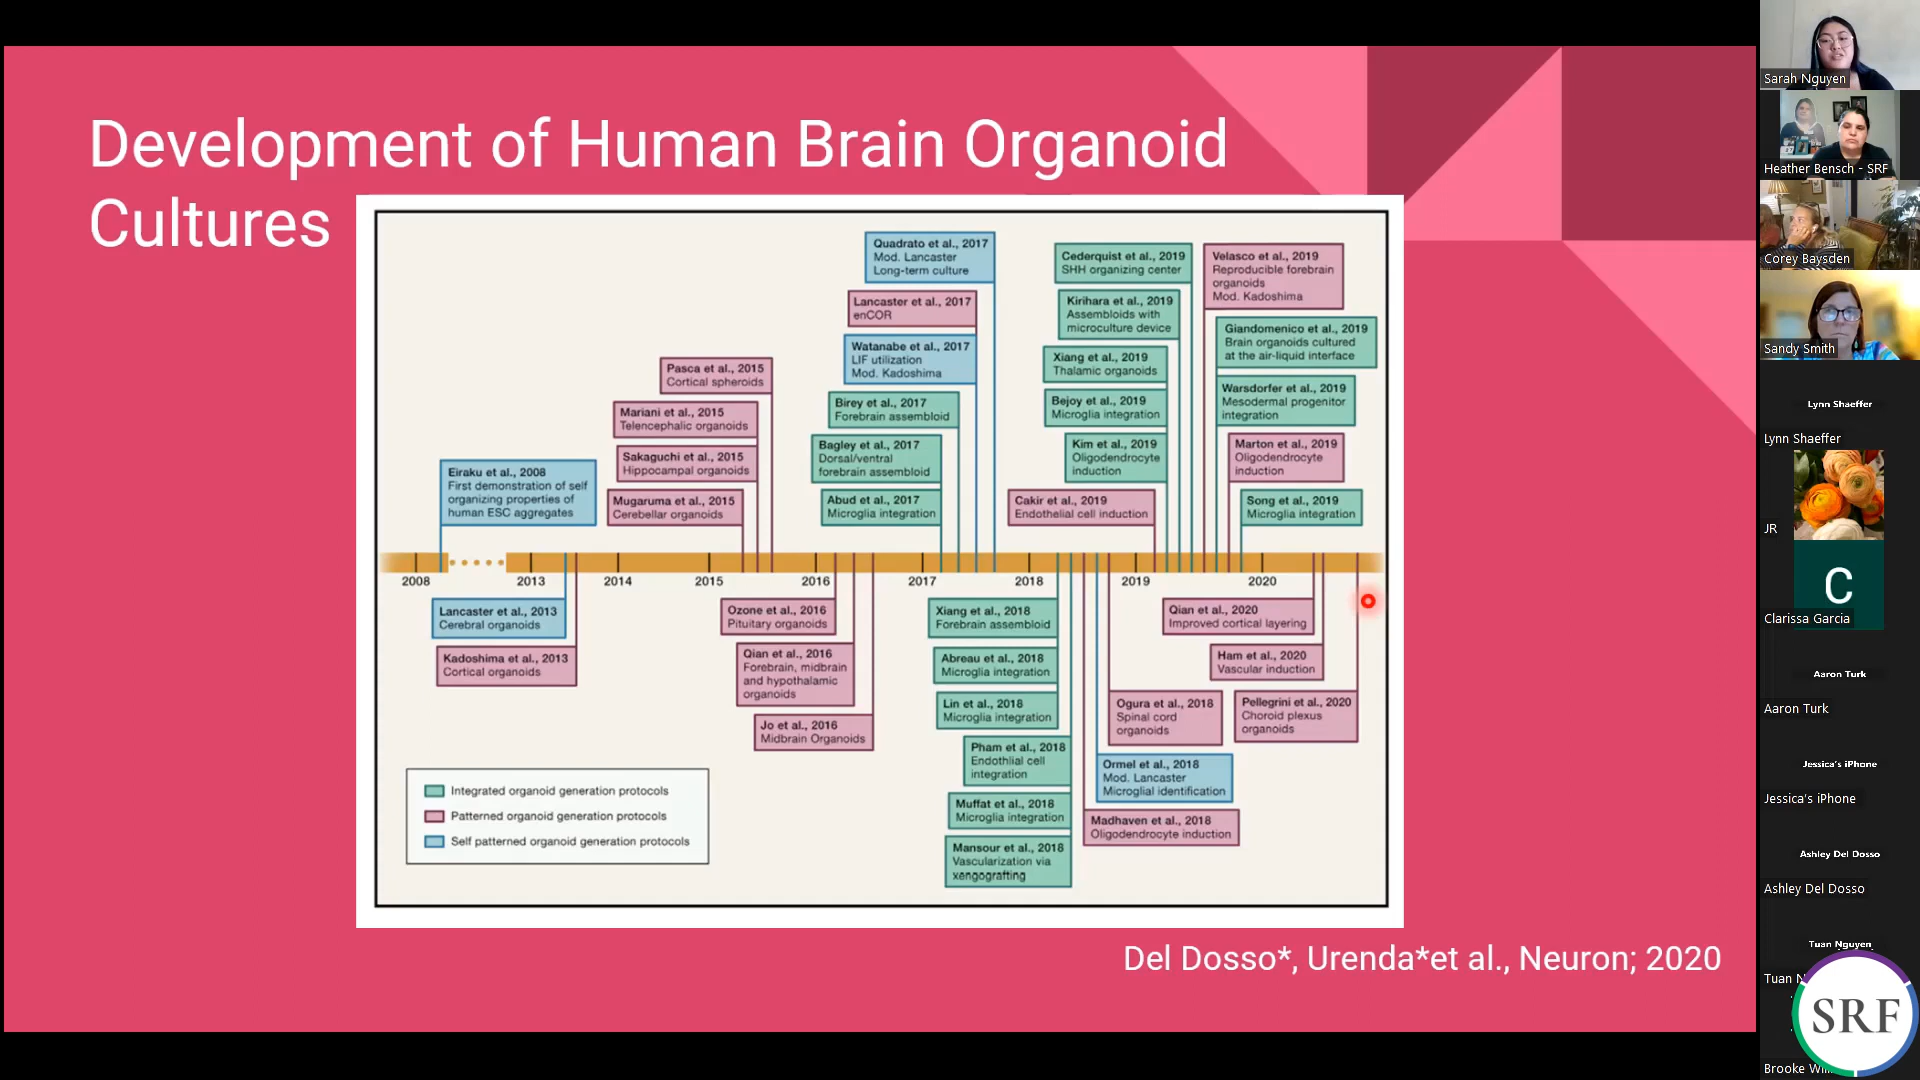 Development of Human Brain Organoid
Cultures
Quadrato et al., 2017
Mod. Lancaster
Long-term culture
Lancaster et al., 2017
enCOR
Watanabe et al., 2017
LIF utilization
Mod. Kadoshima
Birey et al., 2017
Forebrain assembloid
Bagley et al., 2017
Dorsal/ventral
forebrain assembloid
Abud et al., 2017
Microglia integration
Pasca et al., 2015
Cortical spheroids
Mariani et al., 2015
Telencephalic organoids
Sakaguchi et al., 2015
Hippocampal organoids
Mugaruma et al., 2015
Cerebellar organoids
Eiraku et al., 2008
First demonstration of self
organizing properties of
human ESC aggregates
Cederquist et al., 2019
SHH organizing center
Kirihara et al., 2019
Assembloids with
microculture device
Xiang et al., 2019
Thalamic organoids
Bejoy et al., 2019
Microglia integration
Kim et al., 2019
Oligodendrocyte
induction
Cakir et al., 2019
Endothelial cell induction
Velasco et al., 2019
Reproducible forebrain
organoids
Mod. Kadoshima
Giandomenico et al., 2019
Brain organoids cultured
at the air-liquid interface
Warsdorfer et al., 2019
Mesodermal progenitor
integration
Marton et al., 2019
Oligodendrocyte
induction
Song et al., 2019
Microglia integration
2008 2013 2014 2015 2016 2017 2018 2019 2020
Lancaster et al., 2013
Cerebral organoids
Kadoshima et al., 2013
Cortical organoids
Ozone et al., 2016
Pituitary organoids
Qian et al., 2016
Forebrain, midbrain
and hypothalamic
organoids
Jo et al., 2016
Midbrain Organoids
Xiang et al., 2018
Forebrain assembloid
Abreau et al., 2018
Microglia integration
Lin et al., 2018
Microglia integration
Pham et al., 2018
Endothlial cell
integration
Muffat et al., 2018
Microglia integration
Mansour et al., 2018
Vascularization via
xengografting
Qian et al., 2020
Improved cortical layering
Ham et al., 2020
Vascular induction
Ogura et al., 2018
Spinal cord
organoids
Pellegrini et al., 2020
Choroid plexus
organoids
Ormel et al., 2018
Mod. Lancaster
Microglial identification
Madhaven et al., 2018
Oligodendrocyte induction
Integrated organoid generation protocols
Patterned organoid generation protocols
Self patterned organoid generation protocols
Del Dosso*, Urenda*et al., Neuron; 2020
Sarah Nguyen
Heather Bensch - SRF
Corey Baysden
Sandy Smith
Lynn Shaeffer
Lynn Shaeffer
JR
C
Clarissa Garcia
Aaron Turk
Aaron Turk
Jessica's iPhone
Jessica's iPhone
Ashley Del Dosso
Ashley Del Dosso
Tuan Nguyen
Tuan
SRF
Brooke